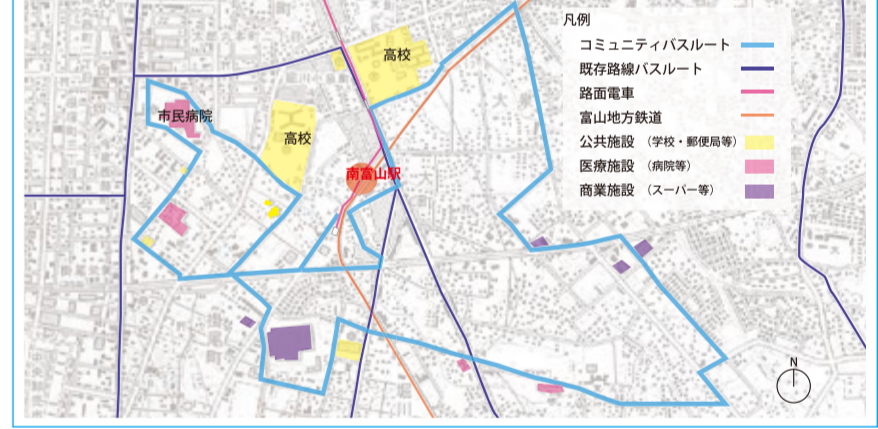 凡例
コミュニティバスルート
既存路線バスルート
路面電車
富山地方鉄道
公共施設 （学校・郵便局等）
医療施設 （病院等）
商業施設 （スーパー等）
高校
市民病院
高校
南富山駅
大
泉
大
N